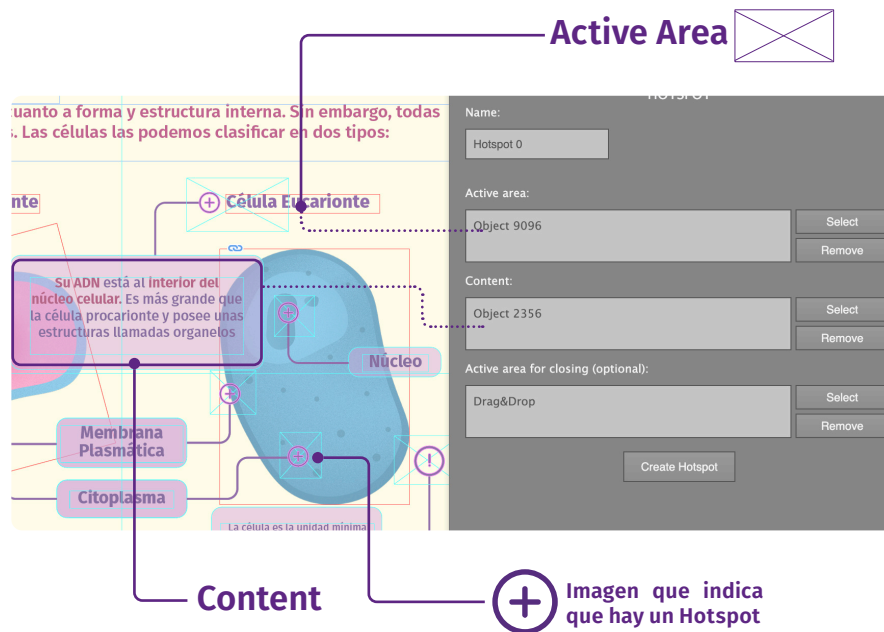 Active Area
cuanto a forma y estructura interna. Sin embargo, todas
s. Las células las podemos clasificar en dos tipos:
HOTSPOT
Name:
Hotspot 0
nte
Célula Eucarionte
Active area:
Object 9096
Select
Remove
Su ADN está al interior del
núcleo celular. Es más grande que
la célula procarionte y posee unas
estructuras llamadas organelos
Content:
Object 2356
Select
Remove
Núcleo
Active area for closing (optional):
Drag&Drop
Select
Remove
Membrana
Plasmática
Create Hotspot
Citoplasma
La célula es la unidad mínima
Content
Imagen que indica
que hay un Hotspot